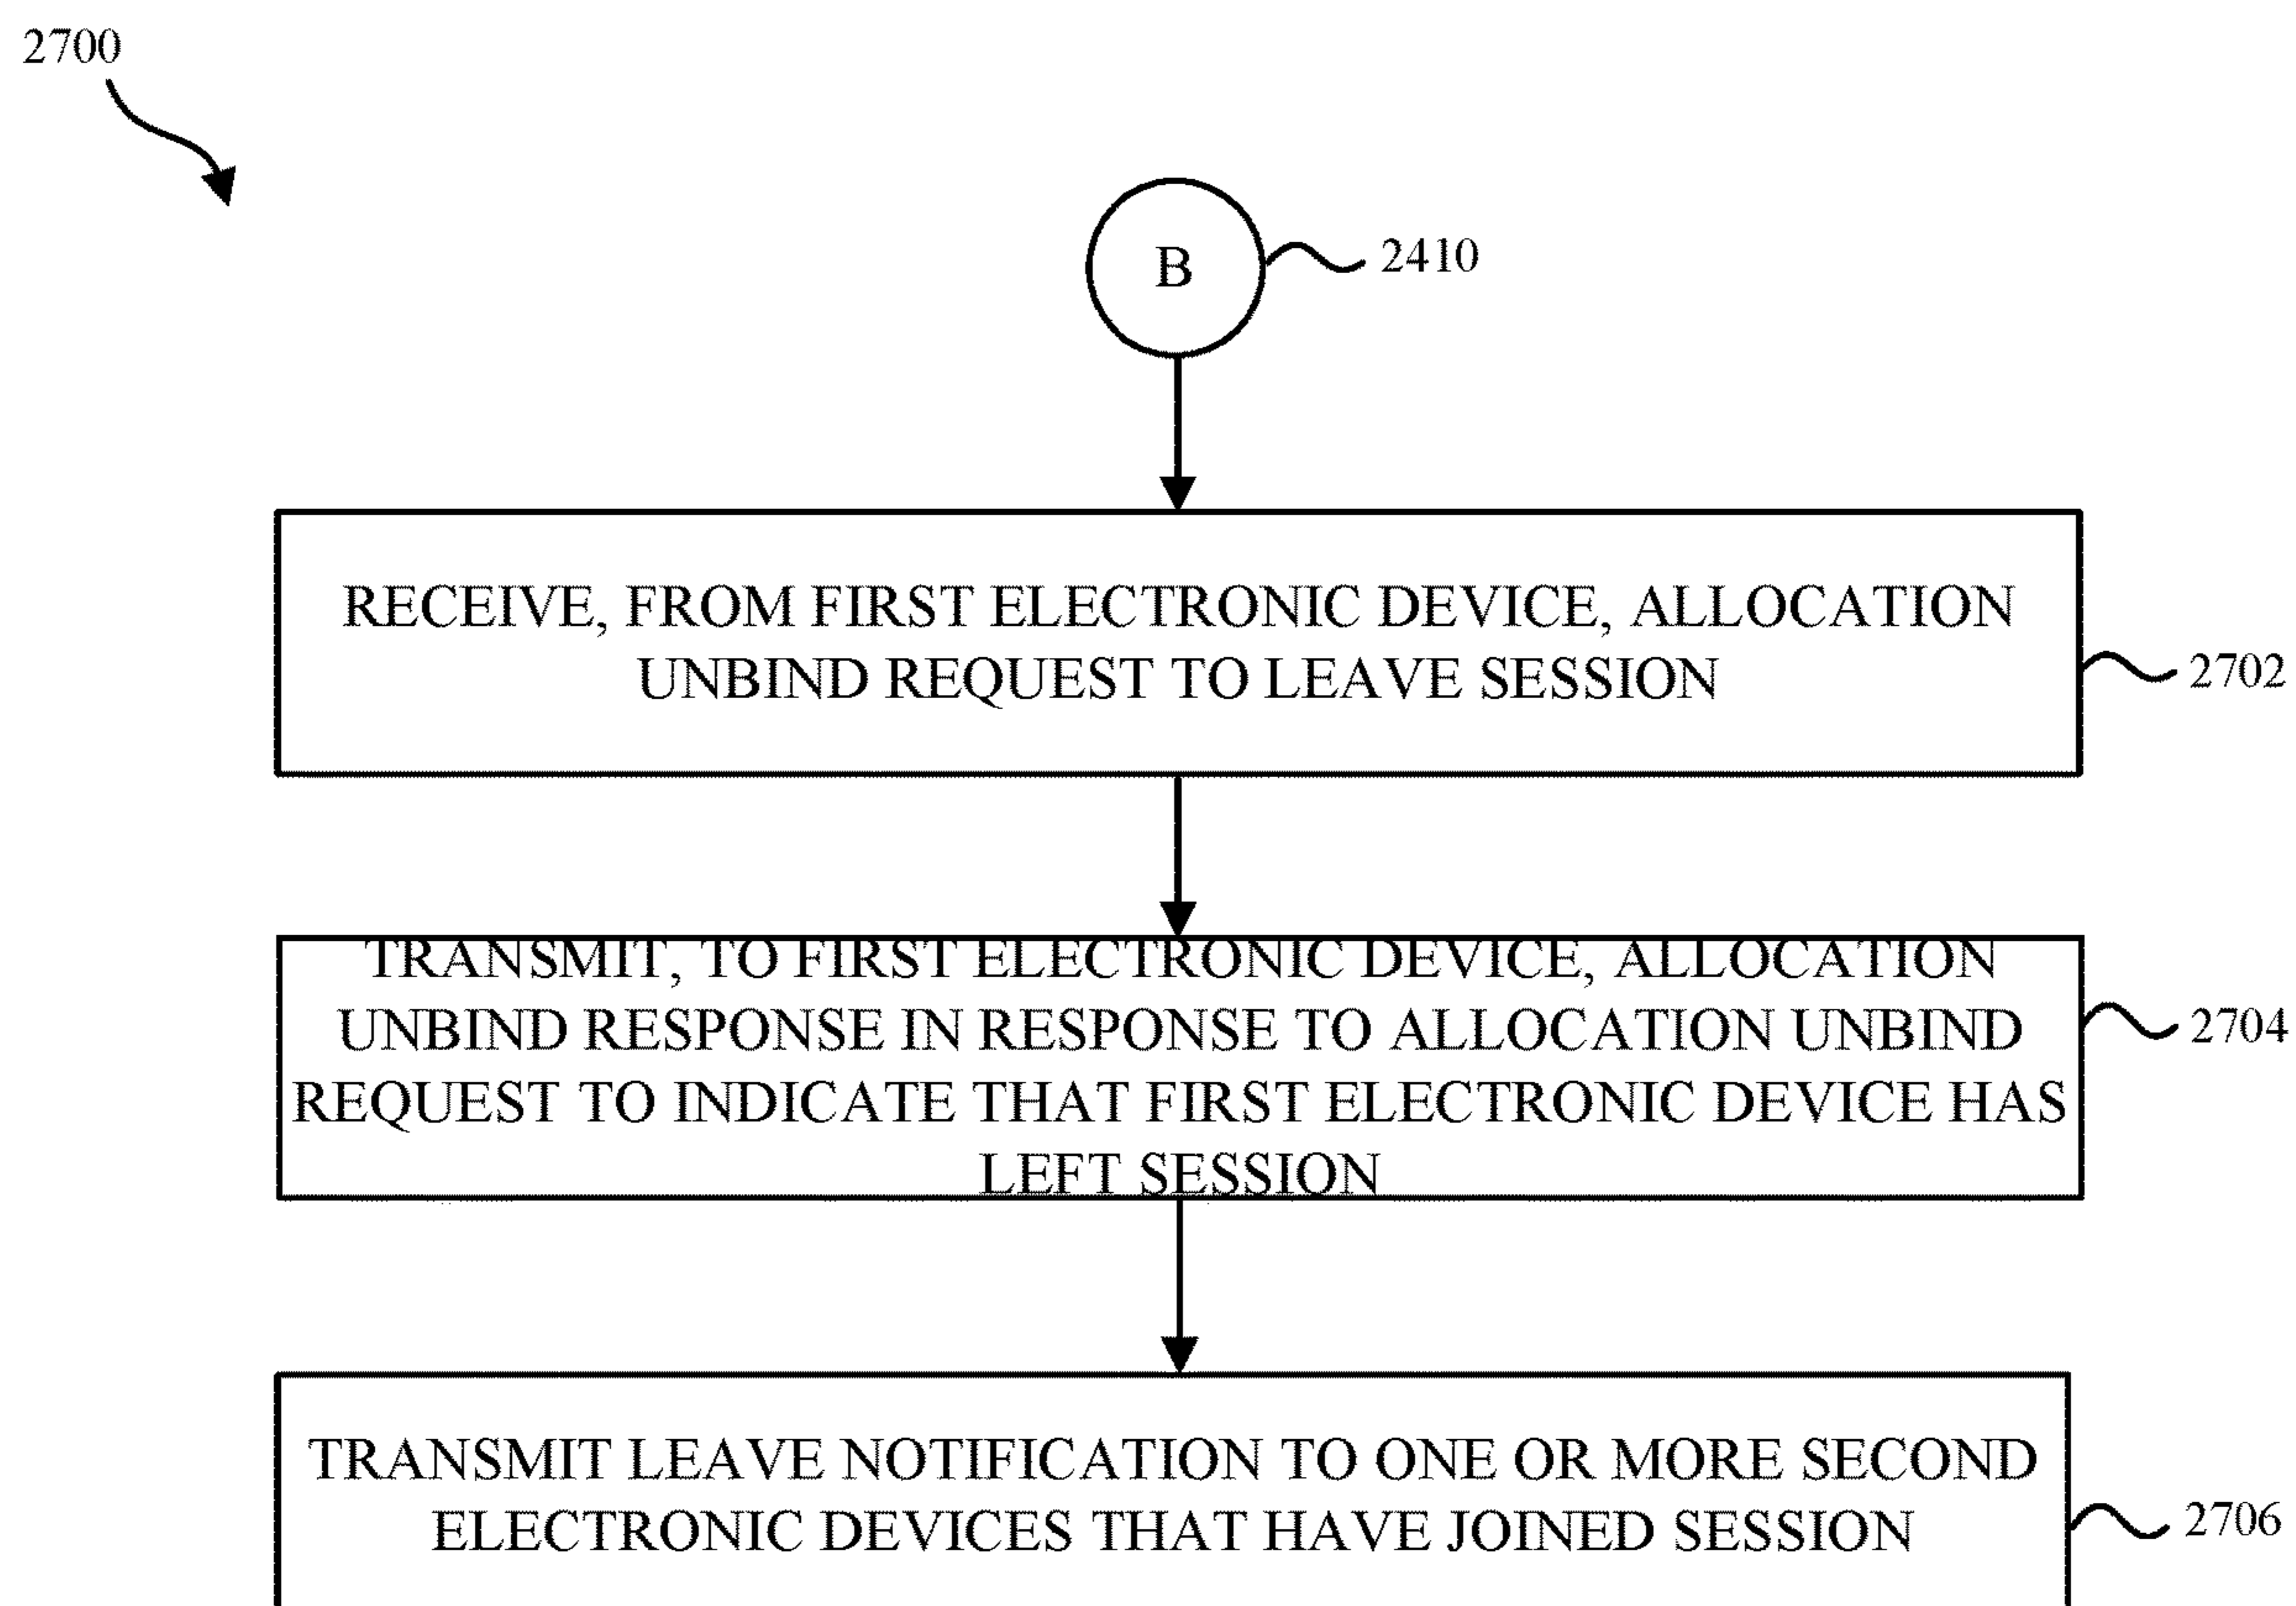 2700
B
2410
RECEIVE, FROM FIRST ELECTRONIC DEVICE, ALLOCATION
UNBIND REQUEST TO LEAVE SESSION
2702
TRANSMIT, TO FIRST ELECTRONIC DEVICE, ALLOCATION
UNBIND RESPONSE IN RESPONSE TO ALLOCATION UNBIND
REQUEST TO INDICATE THAT FIRST ELECTRONIC DEVICE HAS
LEFT SESSION
2704
TRANSMIT LEAVE NOTIFICATION TO ONE OR MORE SECOND
ELECTRONIC DEVICES THAT HAVE JOINED SESSION
2706